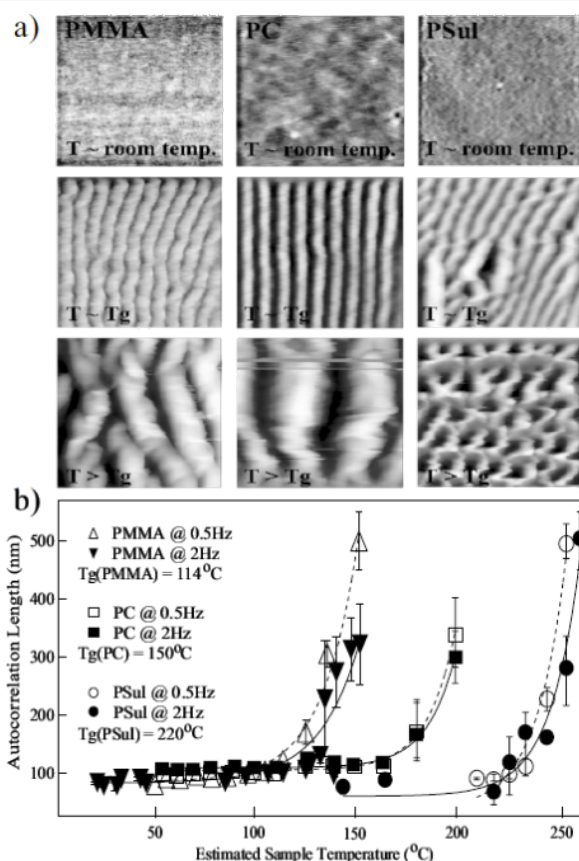 a)
PMMA PC PSul
T ~ room temp. T ~ room temp. T ~ room temp.
T ~ Tg T ~ Tg T ~ Tg
T > Tg T > Tg T > Tg
b)
Autocorrelation Length (nm)
500
400
300
200
100
△ PMMA @ 0.5Hz
▼ PMMA @ 2Hz
Tg(PMMA) = 114°C
□ PC @ 0.5Hz
■ PC @ 2Hz
Tg(PC) = 150°C
○ PSul @ 0.5Hz
● PSul @ 2Hz
Tg(PSul) = 220°C
50 100 150 200 250
Estimated Sample Temperature (°C)